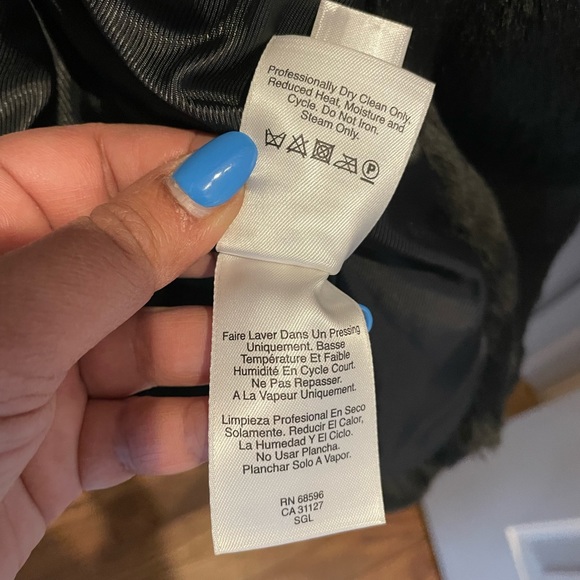 Professionally Dry Clean Only.
Reduced Heat, Moisture and
Cycle. Do Not Iron.
Steam Only.
P
Faire Laver Dans Un Pressing
Uniquement. Basse
Température Et Faible
Humidité En Cycle Court.
Ne Pas Repasser.
A La Vapeur Uniquement.
Limpieza Profesional En Seco
Solamente. Reducir El Calor,
La Humedad Y El Ciclo.
No Usar Plancha.
Planchar Solo A Vapor.
RN 68596
CA 31127
SGL